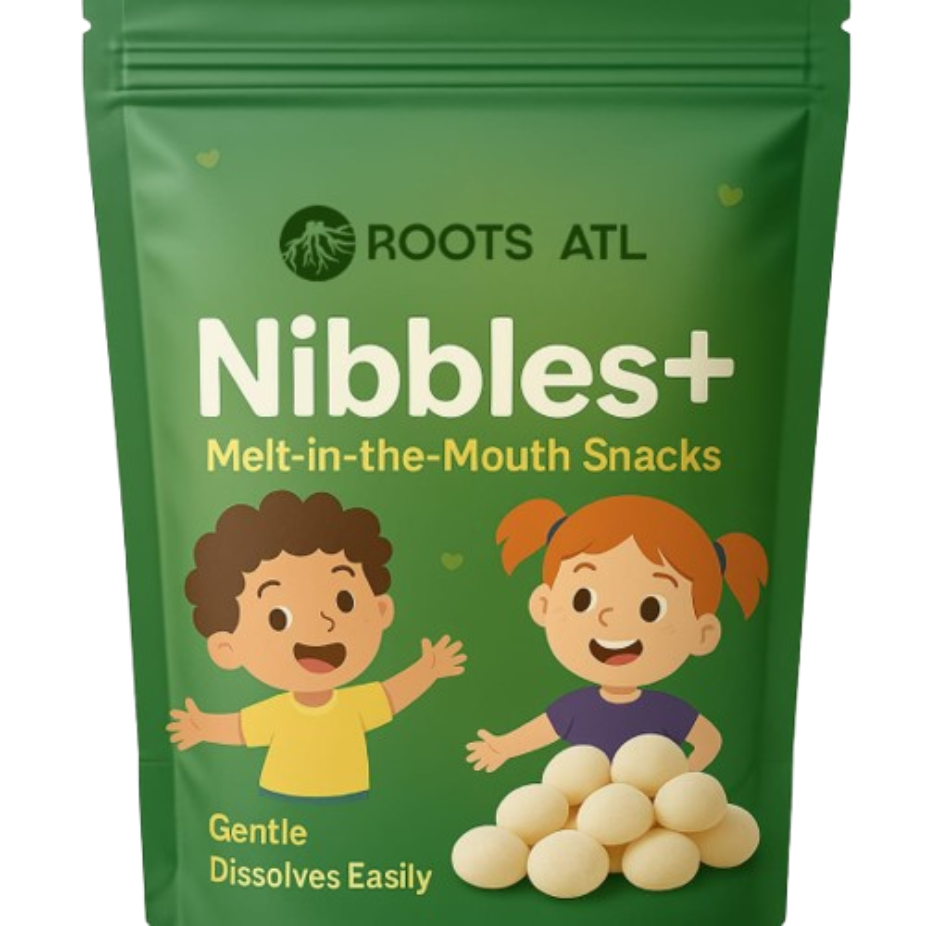 ROOTS ATL
Nibbles+
Melt-in-the-Mouth Snacks
Gentle
Dissolves Easily